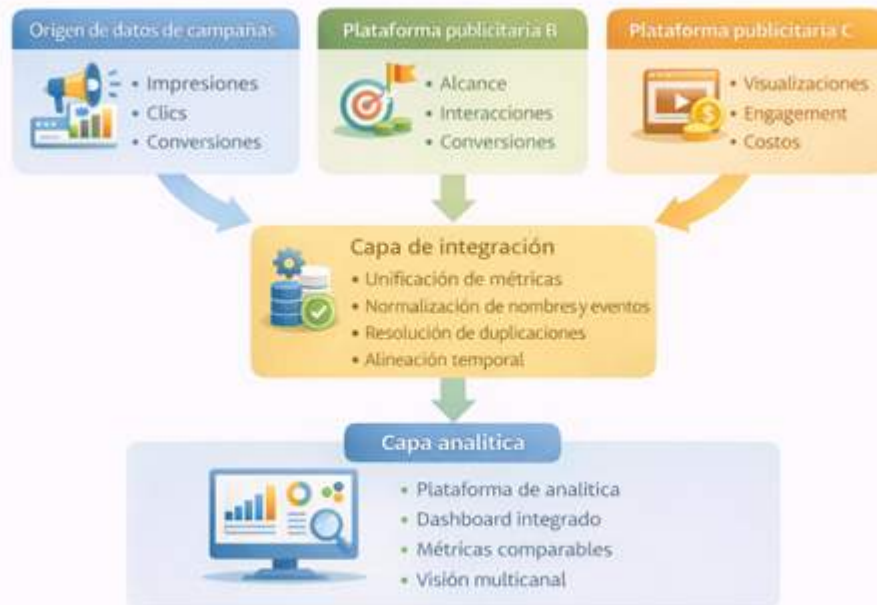 Origen de datos de campañas
• Impresiones
• Clics
• Conversiones
Plataforma publicitaria B
• Alcance
• Interacciones
• Conversiones
Plataforma publicitaria C
• Visualizaciones
• Engagement
• Costos
Capa de integración
• Unificación de métricas
• Normalización de nombres y eventos
• Resolución de duplicaciones
• Alineación temporal
Capa analitica
• Plataforma de analitica
• Dashboard integrado
• Métricas comparables
• Visión multicanal